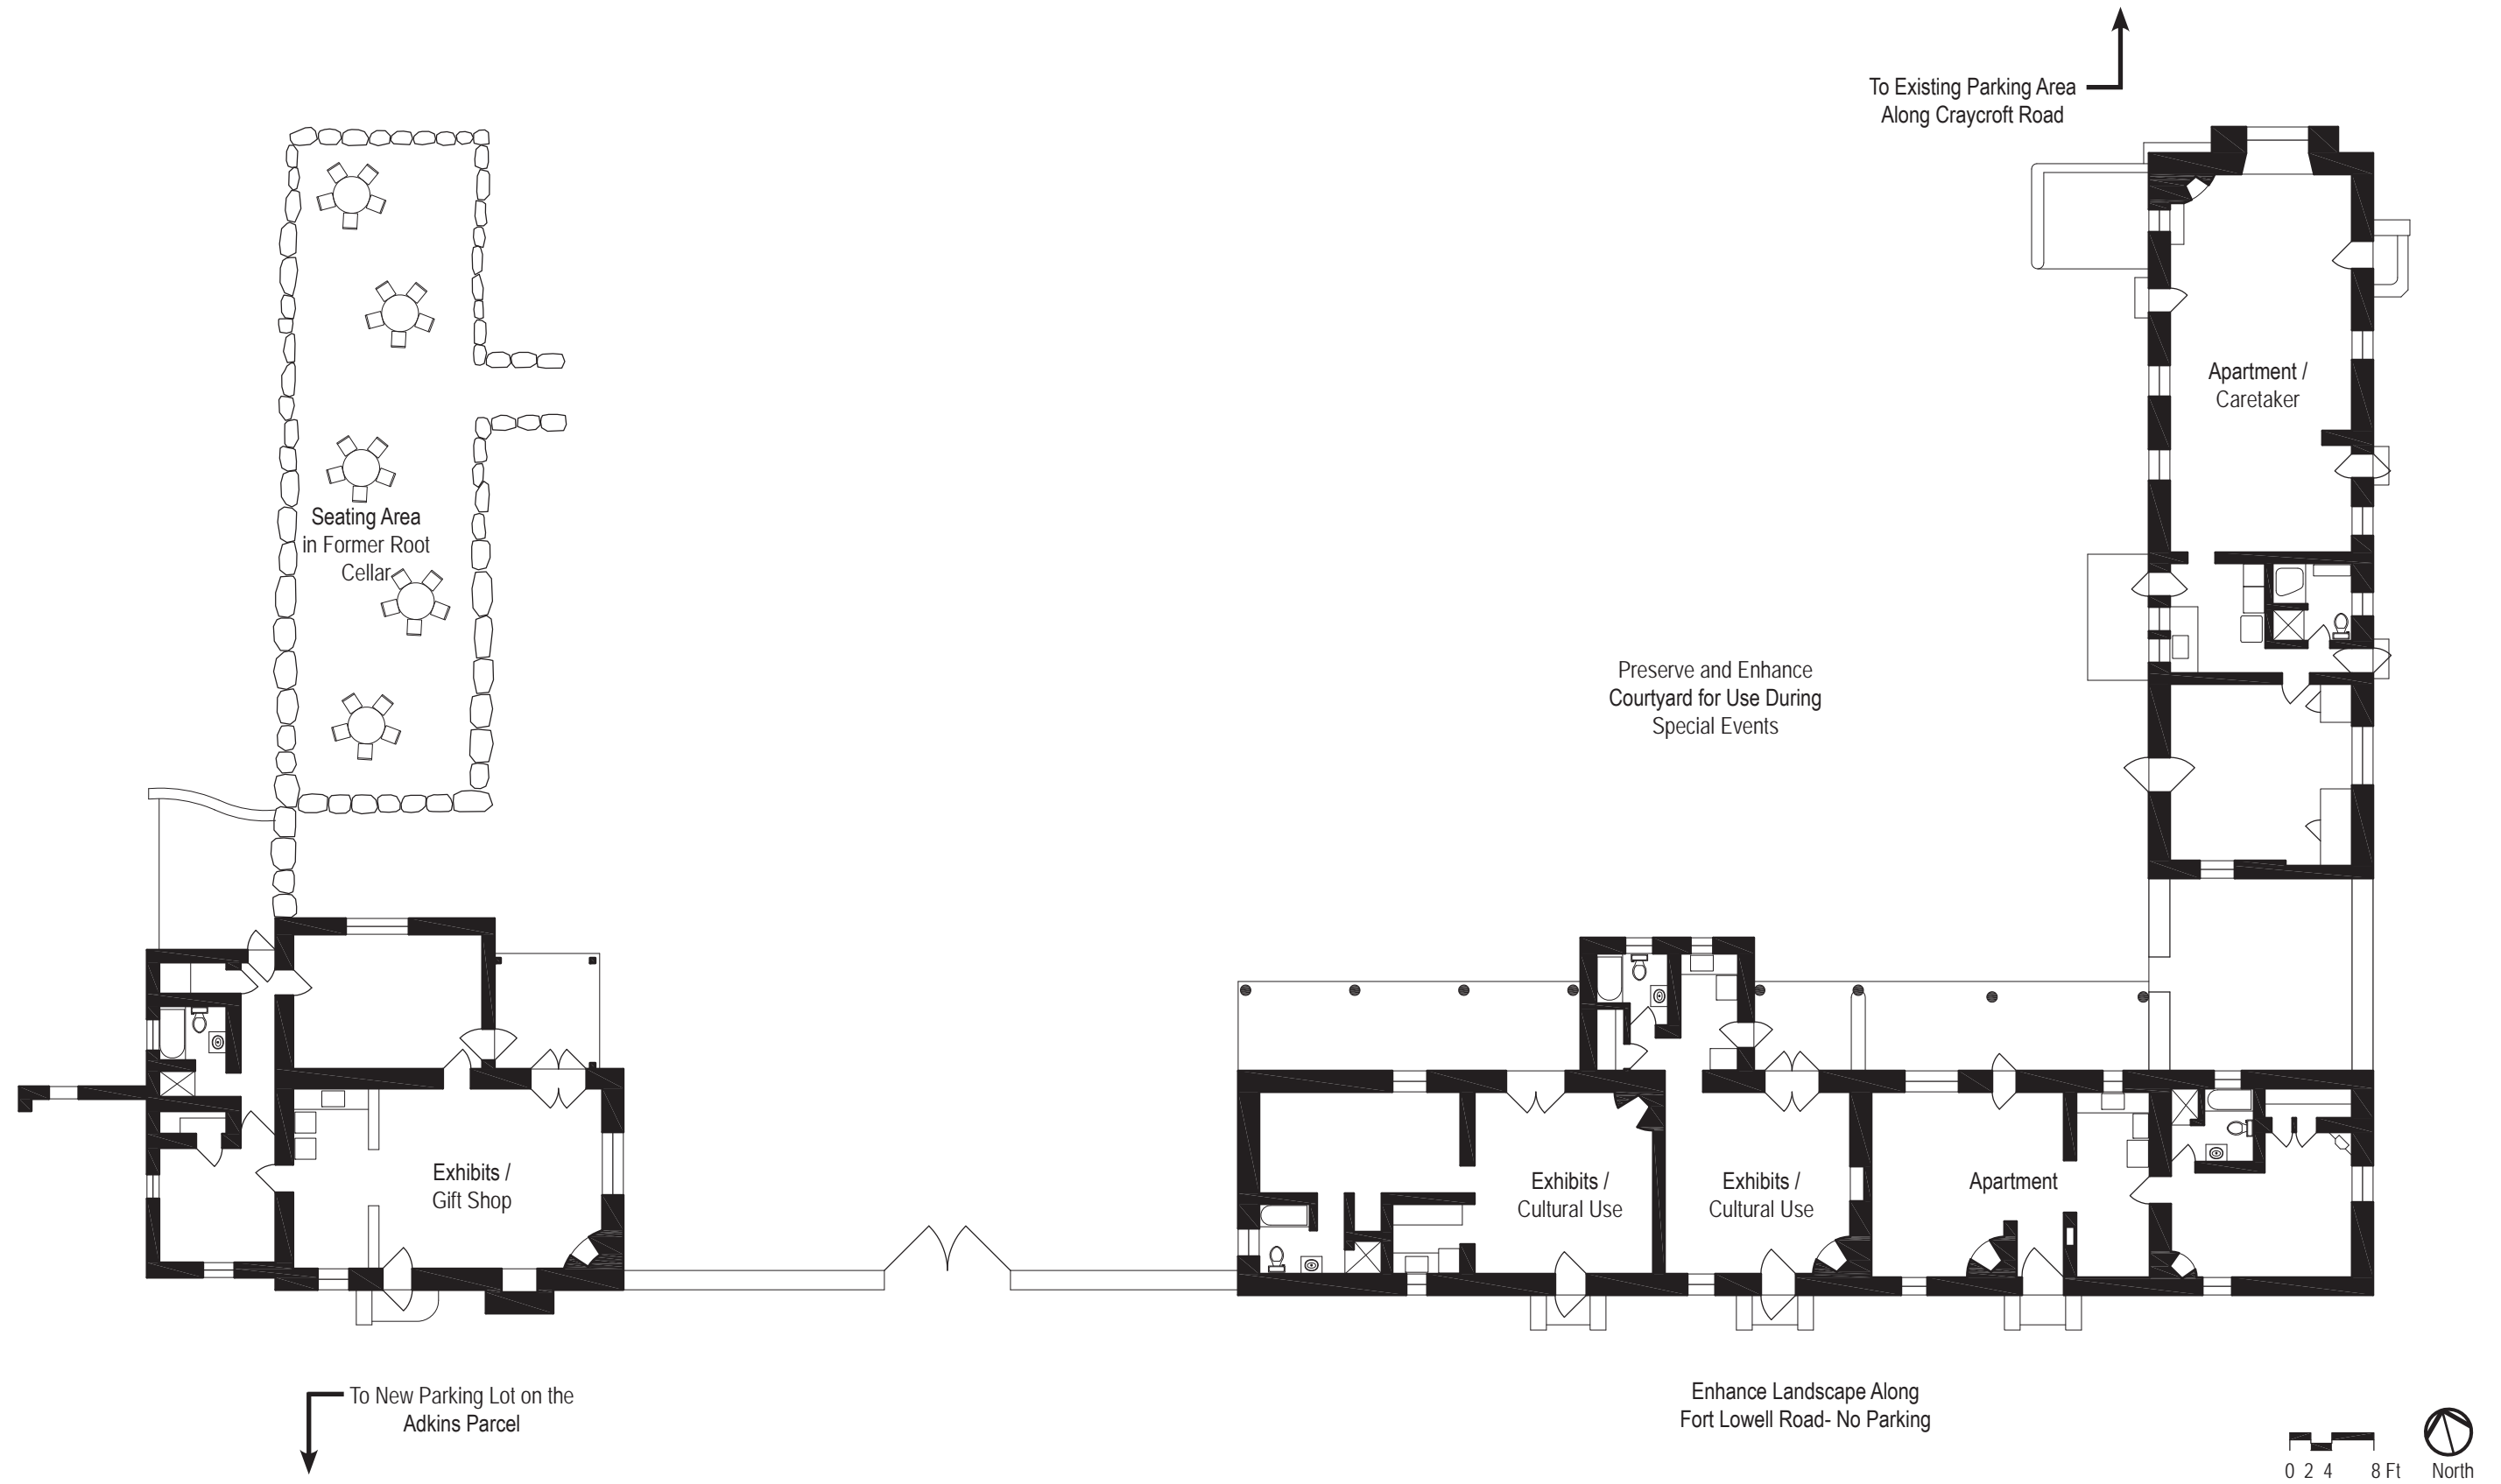 To Existing Parking Area
Along Craycroft Road
Apartment /
Caretaker
Seating Area
in Former Root
Cellar
Preserve and Enhance
Courtyard for Use During
Special Events
Exhibits /
Gift Shop
Exhibits /
Cultural Use
Exhibits /
Cultural Use
Apartment
To New Parking Lot on the
Adkins Parcel
Enhance Landscape Along
Fort Lowell Road- No Parking
0 2 4 8 Ft
North